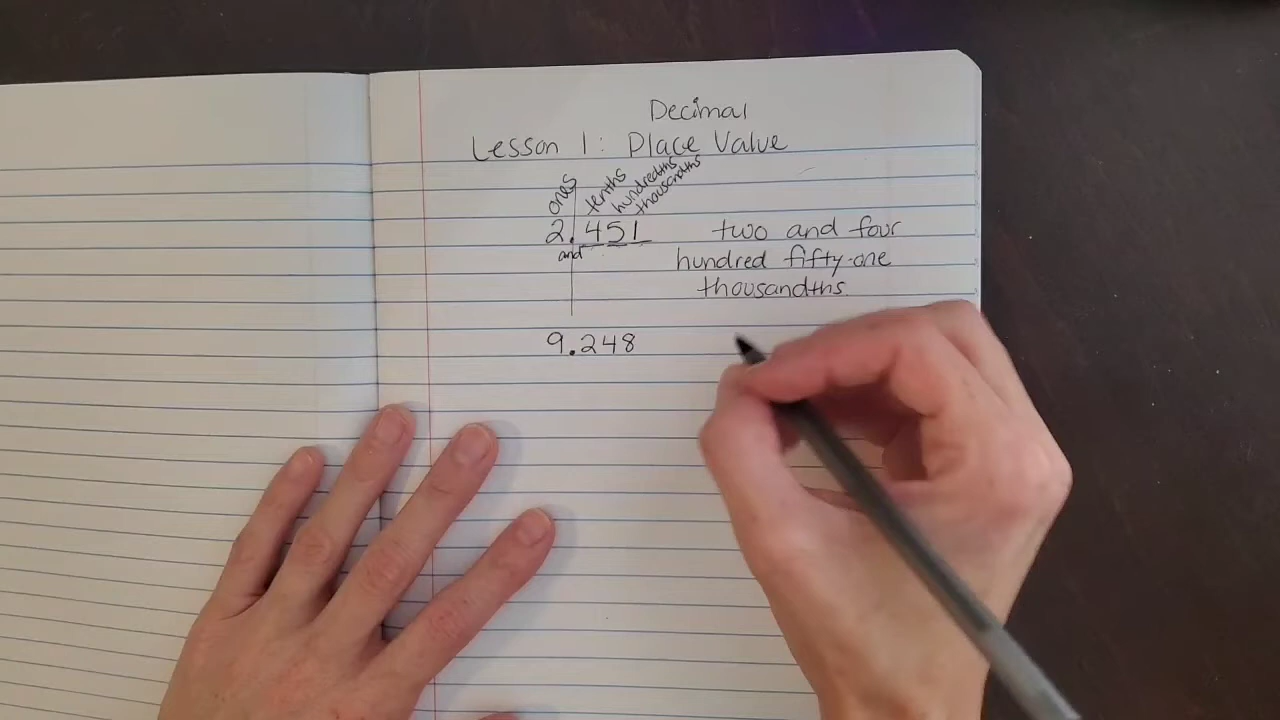 Decimal
Lesson 1: Place Value
ones tenths hundredths thousandths
2.451 two and four
and hundred fifty-one
thousandths.
9.248